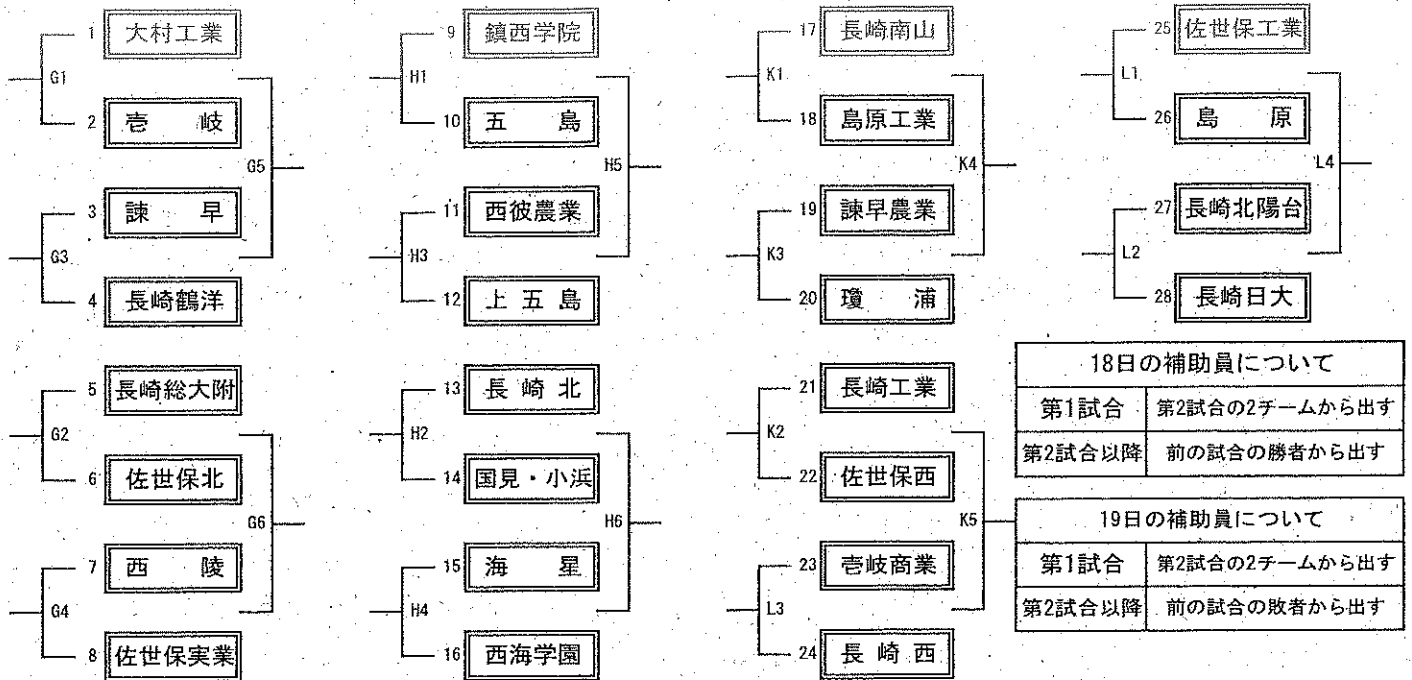 1 大村工業
G1
2 壱 岐
G5
3 諫 早
G3
4 長崎鶴洋
5 長崎総大附
G2
6 佐世保北
G6
7 西 陵
G4
8 佐世保実業
9 鎮西学院
H1
10 五 島
H5
11 西彼農業
H3
12 上五島
13 長崎北
H2
14 国見・小浜
H6
15 海 星
H4
16 西海学園
17 長崎南山
K1
18 島原工業
K4
19 諫早農業
K3
20 瓊 浦
21 長崎工業
K2
22 佐世保西
K5
23 壱岐商業
L3
24 長崎西
25 佐世保工業
L1
26 島 原
L4
27 長崎北陽台
L2
28 長崎日大
18日の補助員について
第1試合 第2試合の2チームから出す
第2試合以降 前の試合の勝者から出す
19日の補助員について
第1試合 第2試合の2チームから出す
第2試合以降 前の試合の敗者から出す